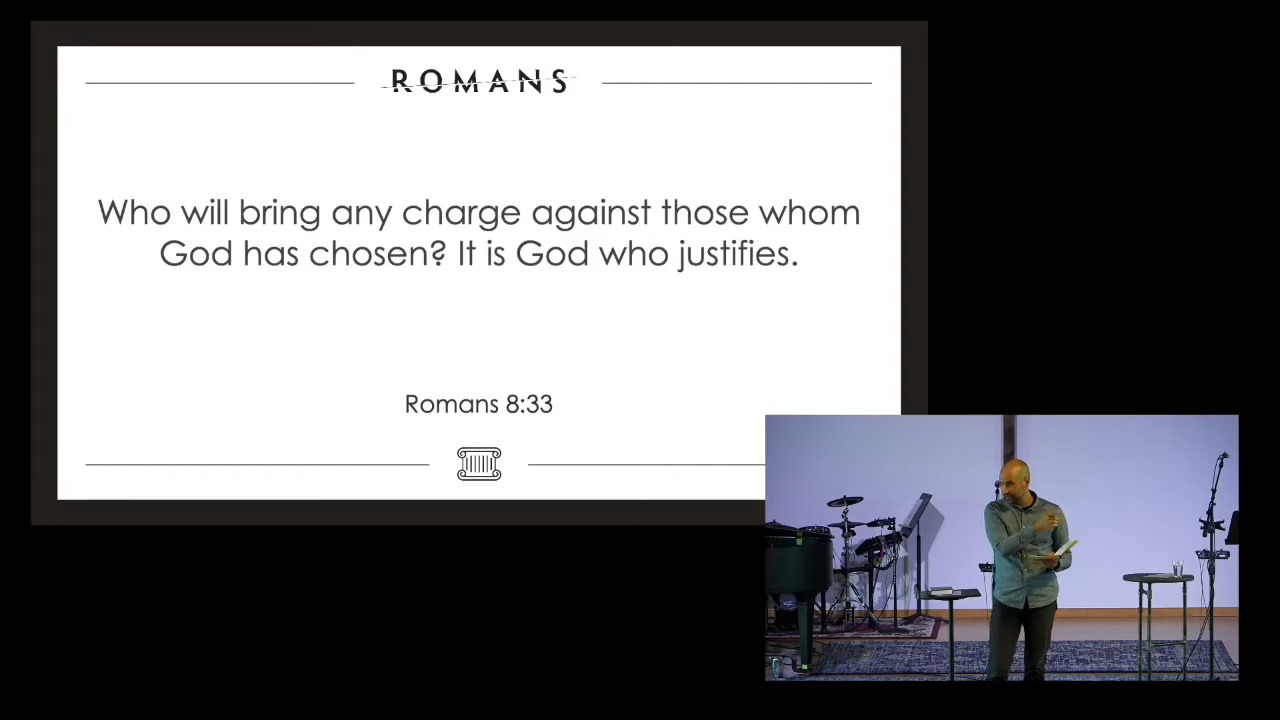 ROMANS
Who will bring any charge against those whom
God has chosen? It is God who justifies.
Romans 8:33